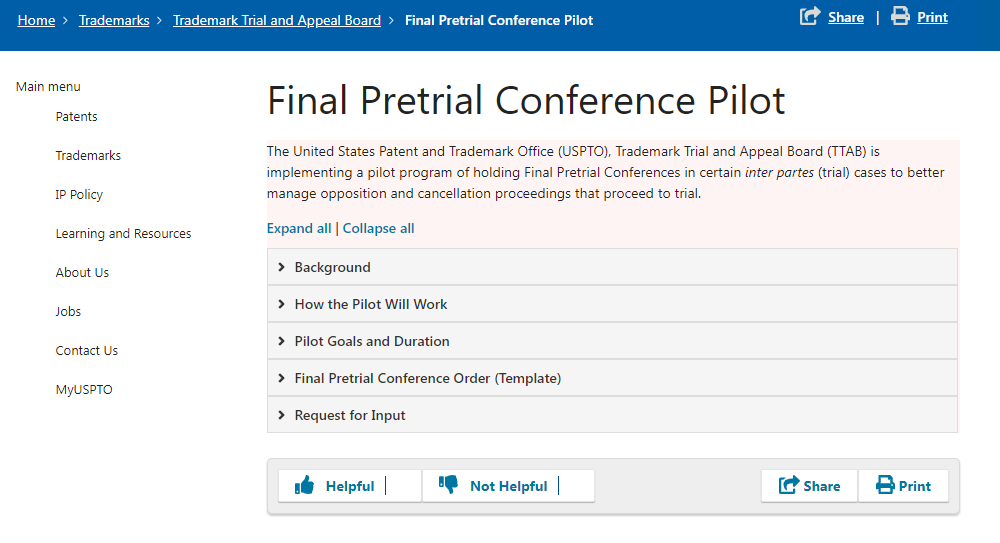 Home > Trademarks > Trademark Trial and Appeal Board > Final Pretrial Conference Pilot
Share | Print
Main menu
Patents
Trademarks
IP Policy
Learning and Resources
About Us
Jobs
Contact Us
MyUSPTO
Final Pretrial Conference Pilot
The United States Patent and Trademark Office (USPTO), Trademark Trial and Appeal Board (TTAB) is
implementing a pilot program of holding Final Pretrial Conferences in certain inter partes (trial) cases to better
manage opposition and cancellation proceedings that proceed to trial.
Expand all | Collapse all
Background
How the Pilot Will Work
Pilot Goals and Duration
Final Pretrial Conference Order (Template)
Request for Input
Helpful | Not Helpful | Share Print